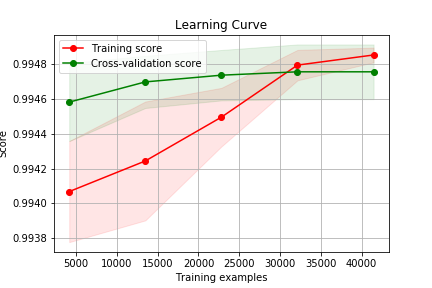 Learning Curve
Training score
Cross-validation score
0.9948
0.9946
0.9944
0.9942
0.9940
0.9938
Score
5000 10000 15000 20000 25000 30000 35000 40000
Training examples